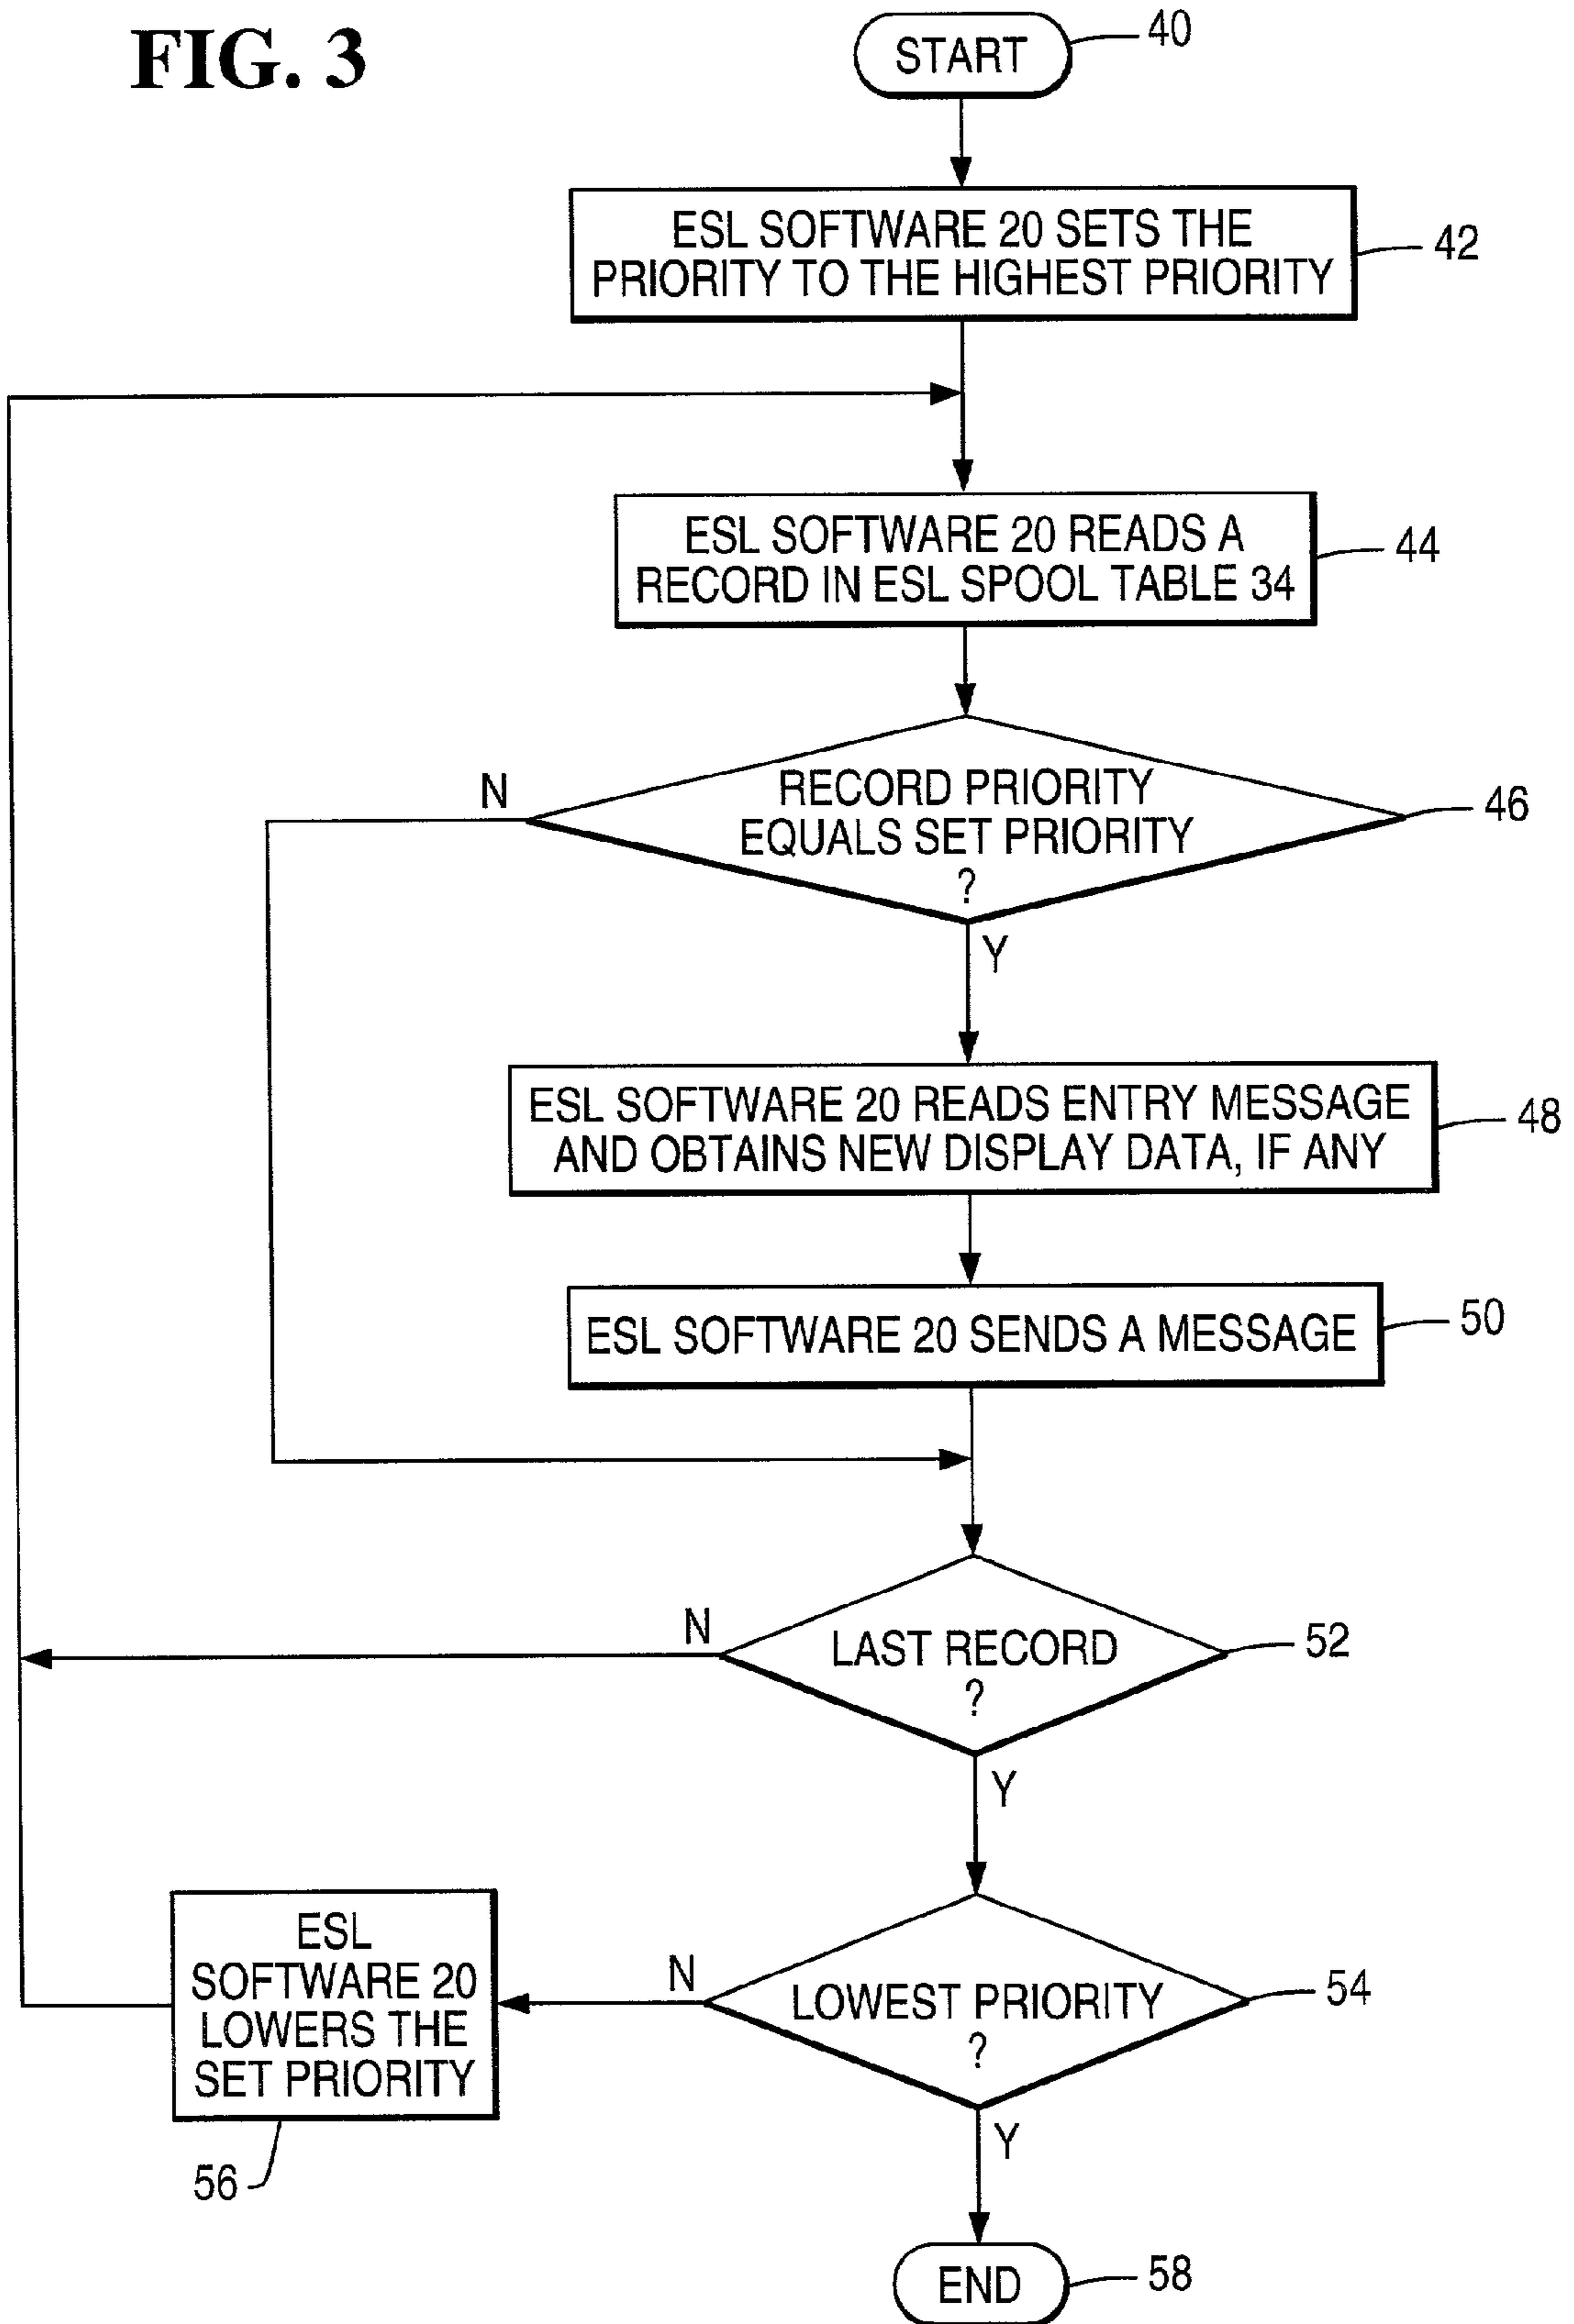 FIG. 3
START
40
ESL SOFTWARE 20 SETS THE
PRIORITY TO THE HIGHEST PRIORITY
42
ESL SOFTWARE 20 READS A
RECORD IN ESL SPOOL TABLE 34
44
RECORD PRIORITY
EQUALS SET PRIORITY
?
46
N
Y
ESL SOFTWARE 20 READS ENTRY MESSAGE
AND OBTAINS NEW DISPLAY DATA, IF ANY
48
ESL SOFTWARE 20 SENDS A MESSAGE
50
LAST RECORD
?
52
N
Y
LOWEST PRIORITY
?
54
N
Y
ESL
SOFTWARE 20
LOWERS THE
SET PRIORITY
56
END
58